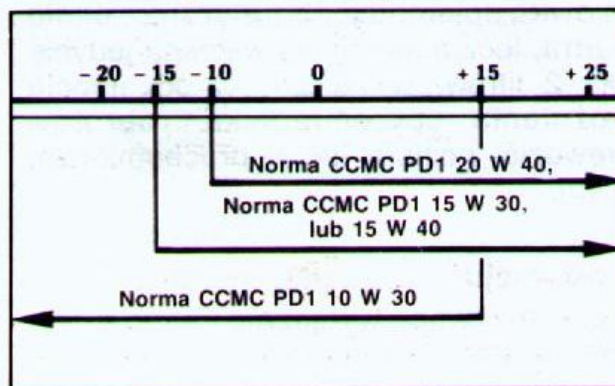 – 20 – 15 – 10 0 + 15 + 25
Norma CCMC PD1 20 W 40,
Norma CCMC PD1 15 W 30,
lub 15 W 40
Norma CCMC PD1 10 W 30